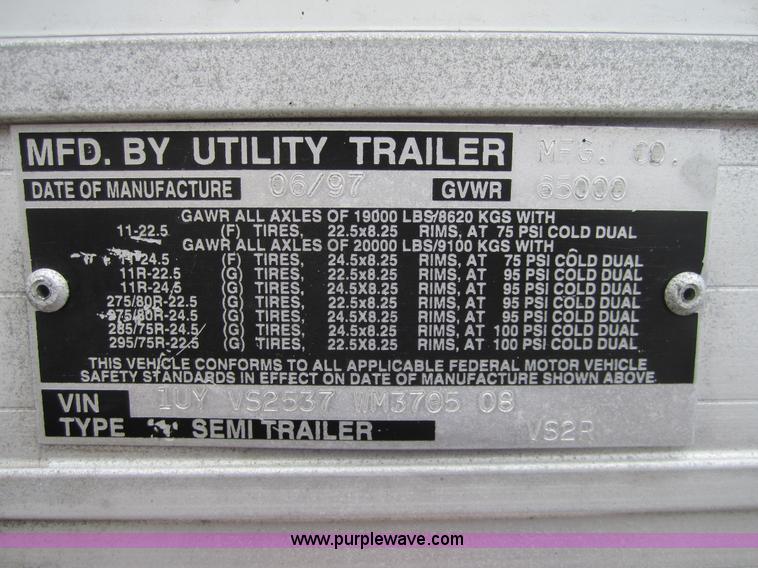 MFD. BY UTILITY TRAILER MFG. CO.
DATE OF MANUFACTURE 06/97 GVWR 65000
GAWR ALL AXLES OF 19000 LBS/8620 KGS WITH
11-22.5 (F) TIRES, 22.5x8.25 RIMS, AT 75 PSI COLD DUAL
GAWR ALL AXLES OF 20000 LBS/9100 KGS WITH
11-24.5 (F) TIRES, 24.5x8.25 RIMS, AT 75 PSI COLD DUAL
11R-22.5 (G) TIRES, 22.5x8.25 RIMS, AT 95 PSI COLD DUAL
11R-24.5 (G) TIRES, 24.5x8.25 RIMS, AT 95 PSI COLD DUAL
275/80R-22.5 (G) TIRES, 22.5x8.25 RIMS, AT 95 PSI COLD DUAL
275/80R-24.5 (G) TIRES, 24.5x8.25 RIMS, AT 95 PSI COLD DUAL
285/75R-24.5 (G) TIRES, 24.5x8.25 RIMS, AT 100 PSI COLD DUAL
295/75R-22.5 (G) TIRES, 22.5X8.25 RIMS, AT 100 PSI COLD DUAL
THIS VEHICLE CONFORMS TO ALL APPLICABLE FEDERAL MOTOR VEHICLE
SAFETY STANDARDS IN EFFECT ON DATE OF MANUFACTURE SHOWN ABOVE
VIN 1UY VS2537 WM3705 08
TYPE SEMI TRAILER VS2R
www.purplewave.com